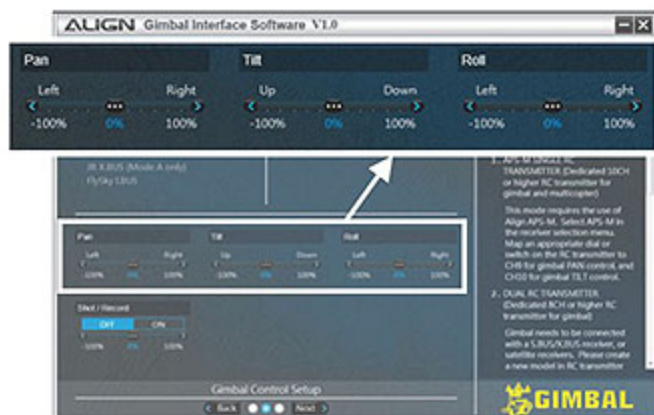 ALIGN Gimbal Interface Software V1.0
Pan Tilt Roll
Left Right Up Down Left Right
-100% 0% 100% -100% 0% 100% -100% 0% 100%
JR X.BUS (Mode A only)
FlySky I.BUS
1. APS-M SINGLE RC
TRANSMITTER (Dedicated 10CH
or higher RC transmitter for
gimbal and multicopter)
This mode requires the use of
Align APS-M. Select APS-M in
the receiver selection menu.
Map an appropriate dial or
switch on the RC transmitter to
CH9 for gimbal PAN control, and
CH10 for gimbal TILT control.
Pan Tilt Roll
Left Right Up Down Left Right
-100% 0% 100% -100% 0% 100% -100% 0% 100%
Shot / Record
OFF ON
-100% 0% 100%
2. DUAL RC TRANSMITTER
(Dedicated 8CH or higher RC
transmitter for gimbal)
Gimbal needs to be connected
with a S.BUS/X.BUS receiver, or
satellite receivers. Please create
a new model in RC transmitter
Gimbal Control Setup
Back Next
GIMBAL